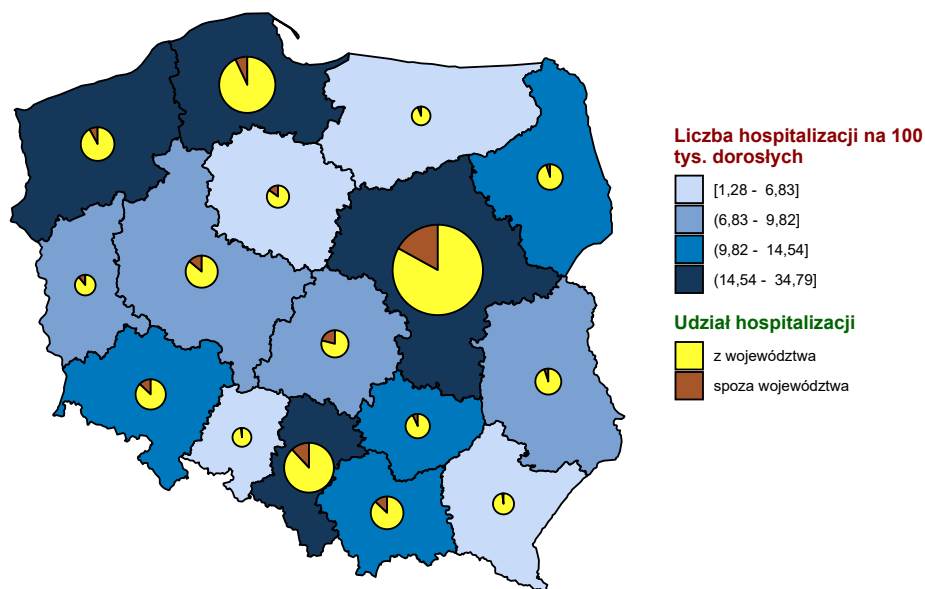 Liczba hospitalizacji na 100
tys. dorosłych
[1,28 - 6,83]
(6,83 - 9,82]
(9,82 - 14,54]
(14,54 - 34,79]
Udział hospitalizacji
z województwa
spoza województwa